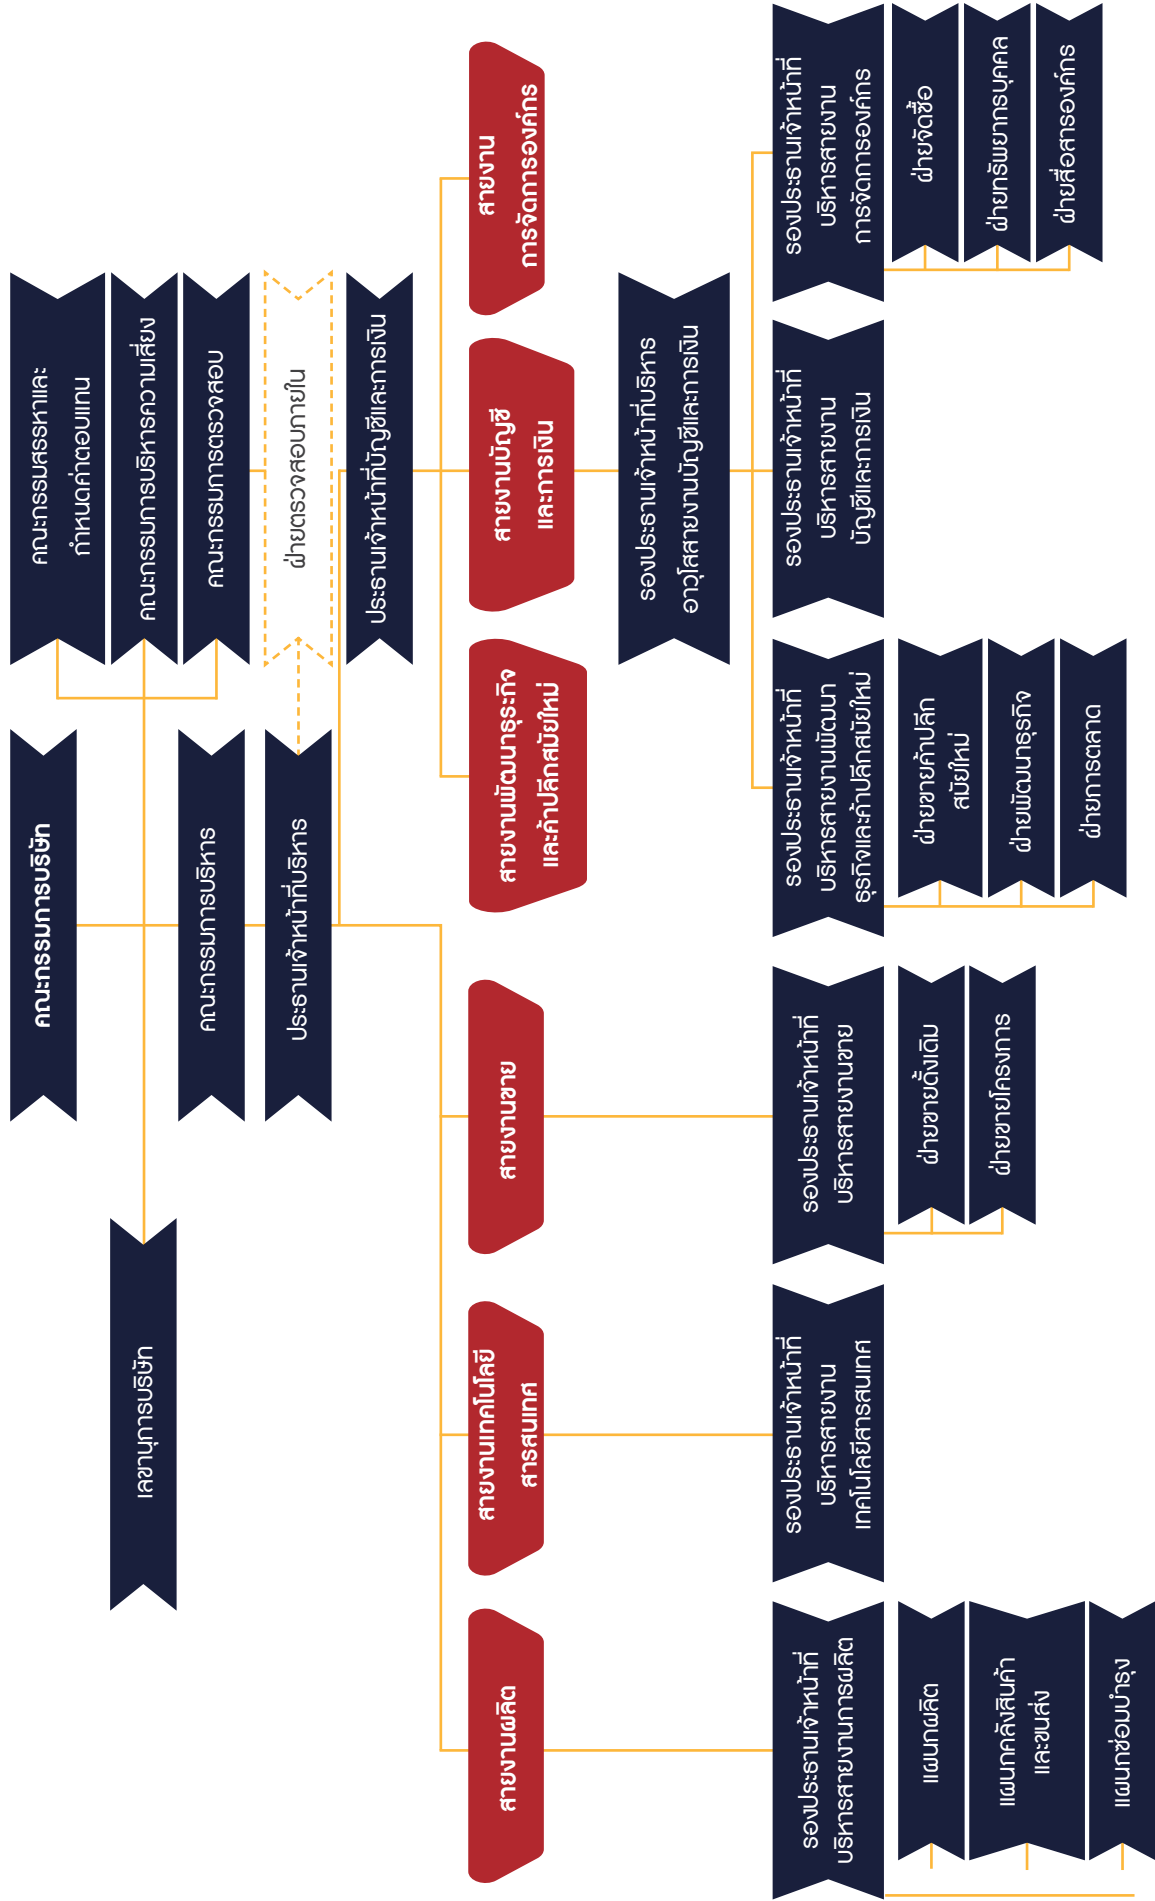 คณะกรรมการบริษัท
เลขานุการบริษัท
คณะกรรมสรรหาและ
กำหนดค่าตอบแทน
คณะกรรมการบริหารความเสี่ยง
คณะกรรมการตรวจสอบ
คณะกรรมการบริหาร
ประธานเจ้าหน้าที่บริหาร
ฝ่ายตรวจสอบภายใน
ประธานเจ้าหน้าที่บัญชีและการเงิน
สายงานผลิต
สายงานเทคโนโลยี
สารสนเทศ
สายงานขาย
สายงานพัฒนาธุระกิจ
และค้าปลีกสมัยใหม่
สายงานบัญชี
และการเงิน
สายงาน
การจัดการองค์กร
รองประธานเจ้าหน้าที่บริหาร
อาวุโสสายงานบัญชีและการเงิน
รองประธานเจ้าหน้าที่
บริหารสายงานการผลิต
รองประธานเจ้าหน้าที่
บริหารสายงาน
เทคโนโลยีสารสนเทศ
รองประธานเจ้าหน้าที่
บริหารสายงานขาย
รองประธานเจ้าหน้าที่
บริหารสายงานพัฒนา
ธุรกิจและค้าปลีกสมัยใหม่
รองประธานเจ้าหน้าที่
บริหารสายงาน
บัญชีและการเงิน
รองประธานเจ้าหน้าที่
บริหารสายงาน
การจัดการองค์กร
แผนกผลิต
แผนกคลังสินค้า
และขนส่ง
แผนกซ่อมบำรุง
ฝ่ายขายดั้งเดิม
ฝ่ายขายโครงการ
ฝ่ายขายค้าปลีก
สมัยใหม่
ฝ่ายพัฒนาธุรกิจ
ฝ่ายการตลาด
ฝ่ายจัดซื้อ
ฝ่ายทรัพยากรบุคคล
ฝ่ายสื่อสารองค์กร